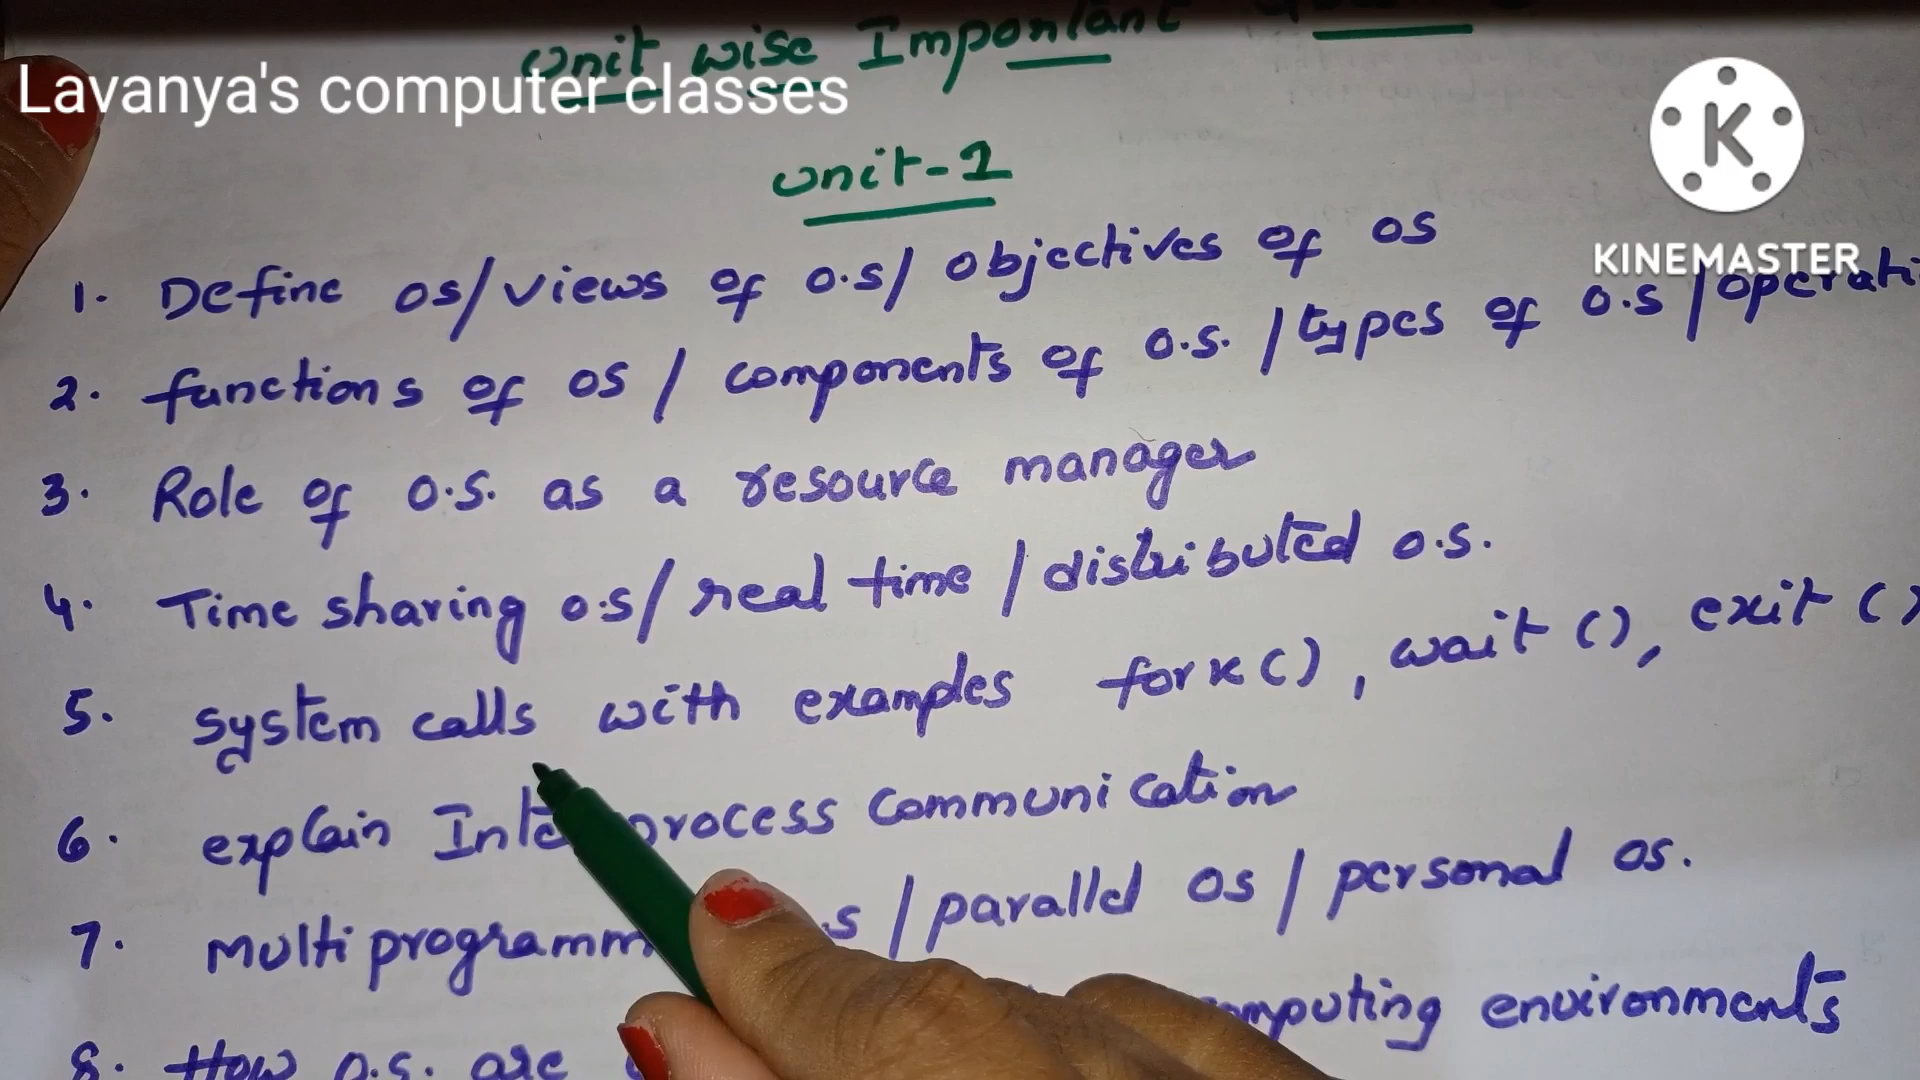 Unit wise Important
Lavanya's computer classes
KINEMASTER
Unit-1
1. Define os/views of o.s/ objectives of os
2. functions of os / components of o.s. /types of o.s /operati
3. Role of o.s. as a resource manager
4. Time sharing o.s/ real time / distributed o.s.
5. system calls with examples fork(), wait (), exit ()
6. explain Inte process communication
7. multi programm .s / parallel os / personal os.
8. How o.s. are computing environments